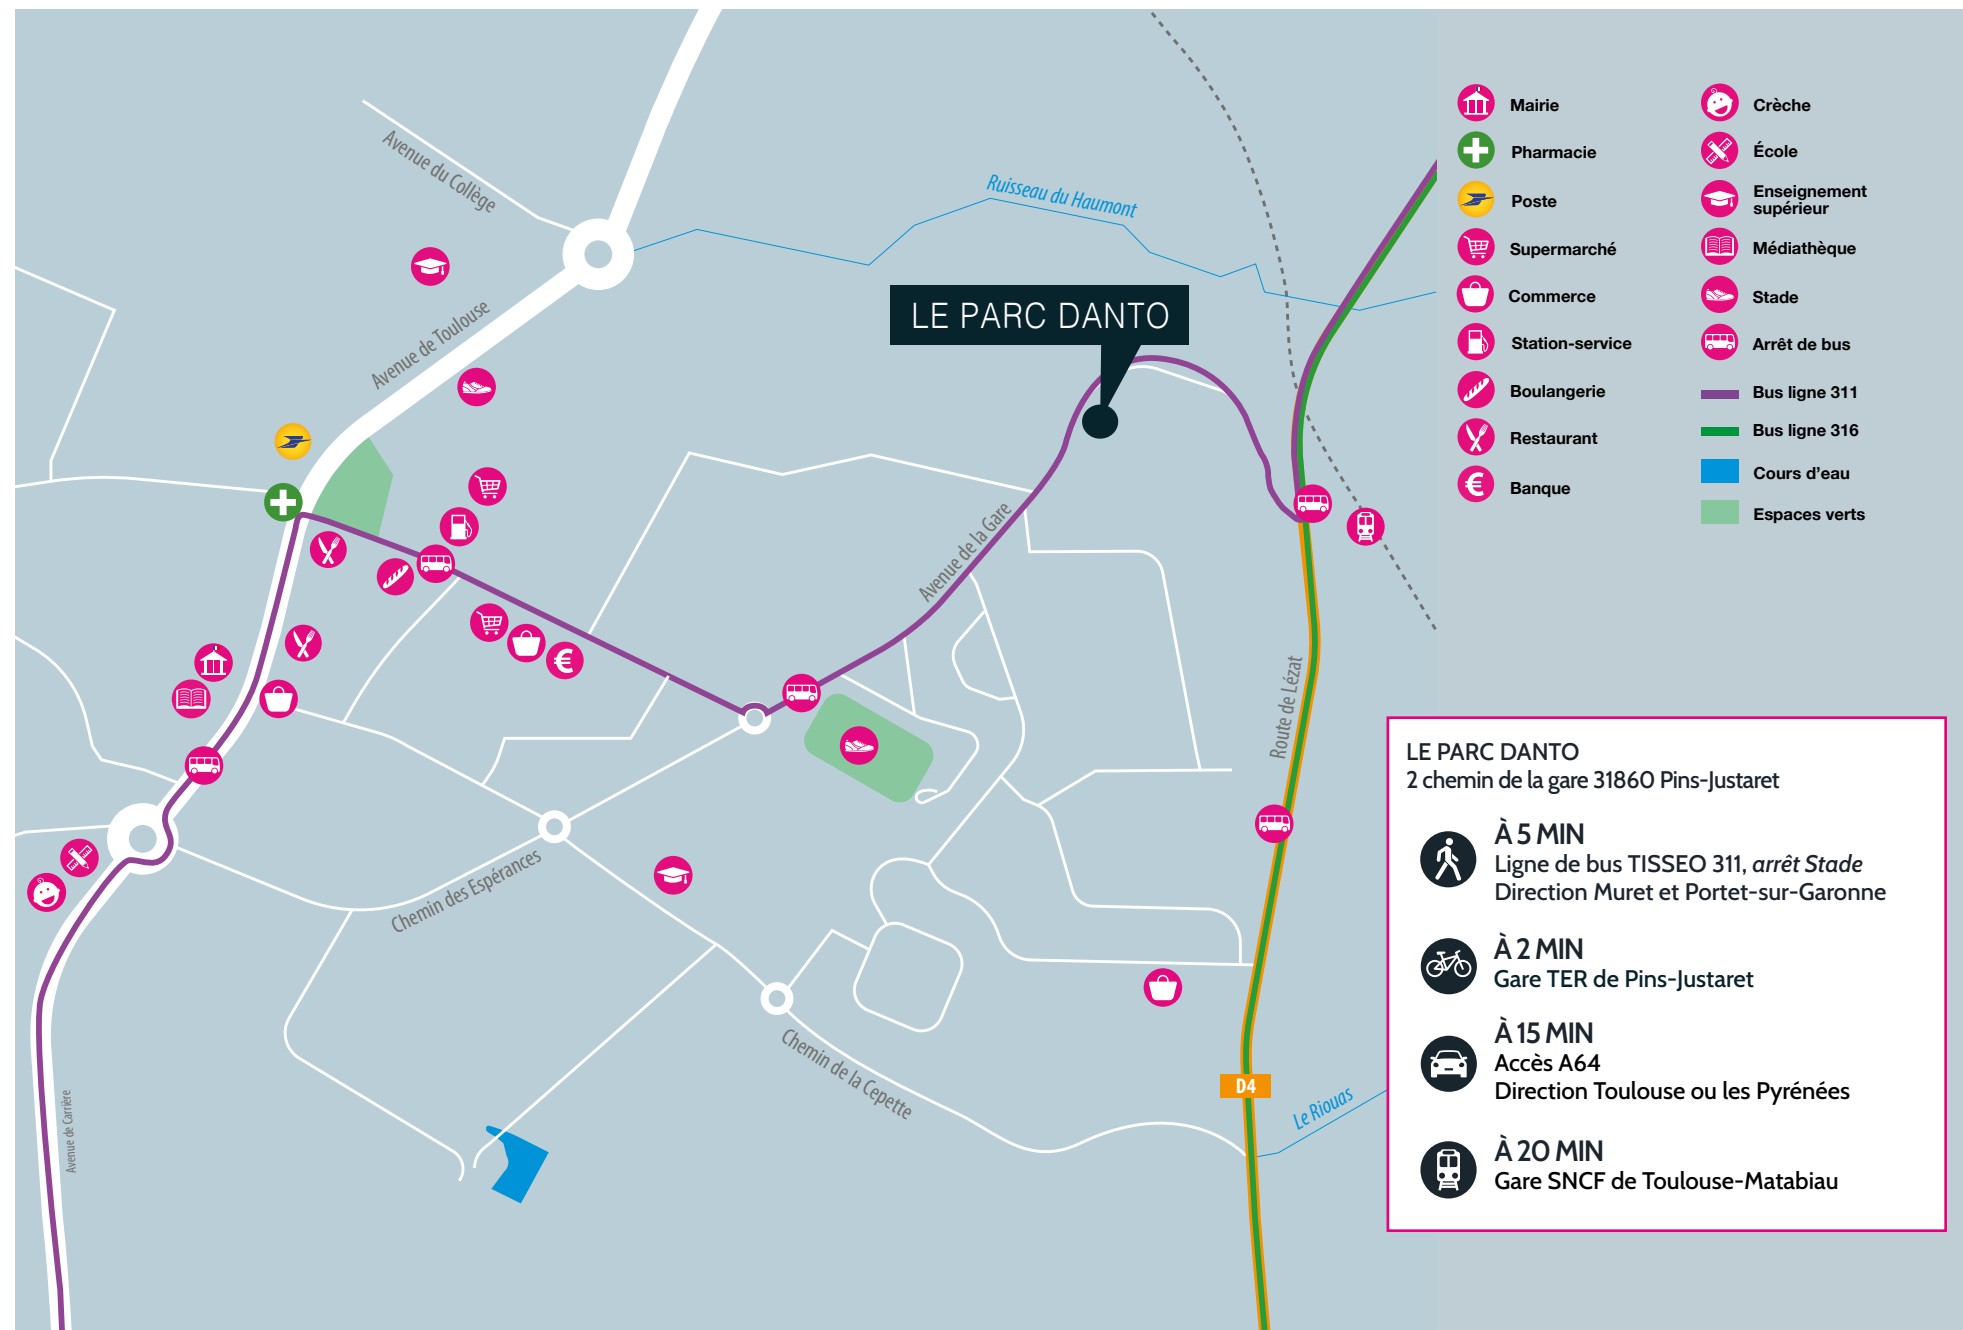 Avenue du Collège
Ruisseau du Haumont
Avenue de Toulouse
LE PARC DANTO
Avenue de la Gare
Route de Lézat
Chemin des Espérances
Chemin de la Cepette
Avenue de Carrière
D4
Le Riouas
Mairie
Pharmacie
Poste
Supermarché
Commerce
Station-service
Boulangerie
Restaurant
Banque
Crèche
École
Enseignement
supérieur
Médiathèque
Stade
Arrêt de bus
Bus ligne 311
Bus ligne 316
Cours d'eau
Espaces verts
LE PARC DANTO
2 chemin de la gare 31860 Pins-Justaret
À 5 MIN
Ligne de bus TISSEO 311, arrêt Stade
Direction Muret et Portet-sur-Garonne
À 2 MIN
Gare TER de Pins-Justaret
À 15 MIN
Accès A64
Direction Toulouse ou les Pyrénées
À 20 MIN
Gare SNCF de Toulouse-Matabiau